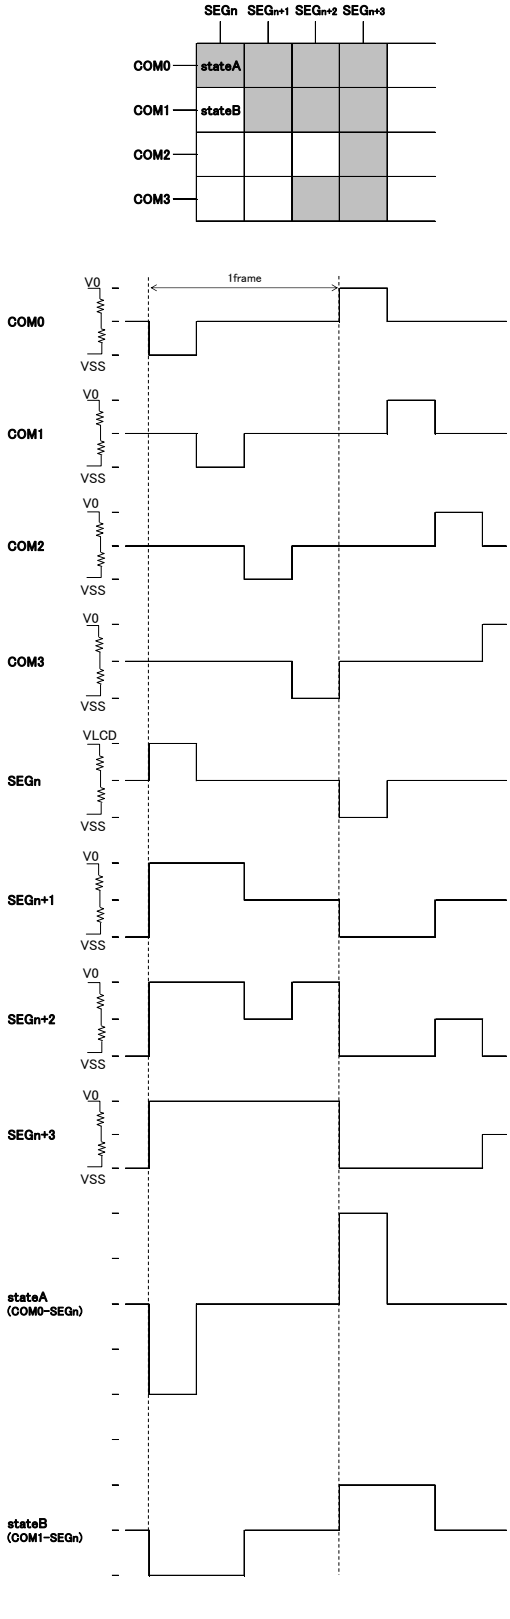 SEGn SEGn+1 SEGn+2 SEGn+3
COM0 stateA
COM1 stateB
COM2
COM3
1frame
V0
COM0
VSS
V0
COM1
VSS
V0
COM2
VSS
V0
COM3
VSS
VLCD
SEGn
VSS
V0
SEGn+1
VSS
V0
SEGn+2
VSS
V0
SEGn+3
VSS
stateA
(COM0-SEGn)
stateB
(COM1-SEGn)